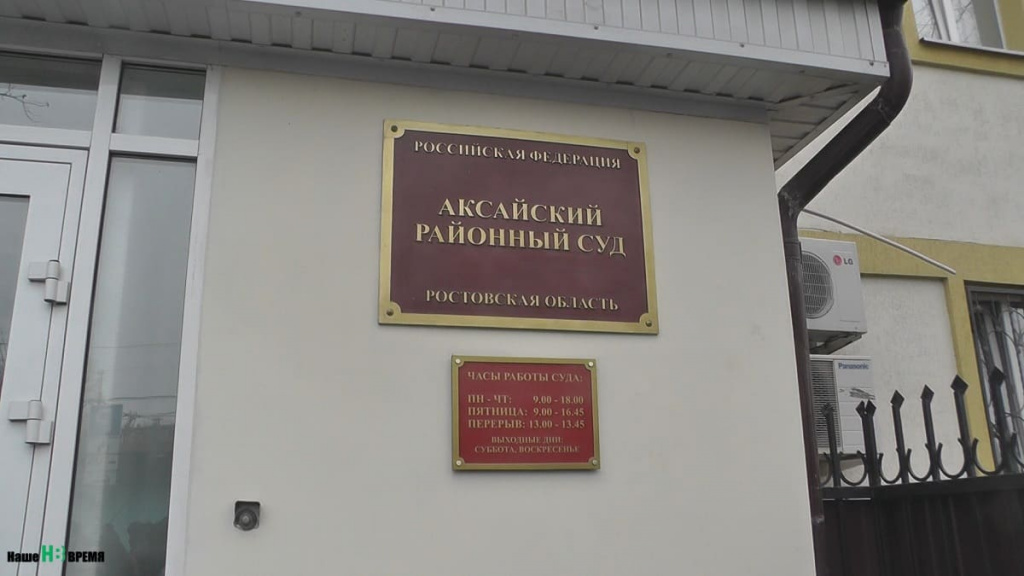 РОССИЙСКАЯ ФЕДЕРАЦИЯ
АКСАЙСКИЙ
РАЙОННЫЙ СУД
РОСТОВСКАЯ ОБЛАСТЬ
ЧАСЫ РАБОТЫ СУДА:
ПН - ЧТ: 9.00 - 18.00
ПЯТНИЦА: 9.00 - 16.45
ПЕРЕРЫВ: 13.00 - 13.45
ВЫХОДНЫЕ ДНИ:
СУББОТА, ВОСКРЕСЕНЬЕ
LG
Panasonic
Наше НВ ВРЕМЯ